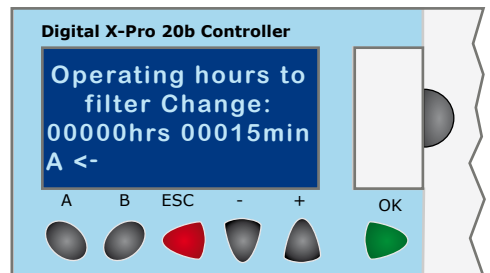 Digital X-Pro 20b Controller
Operating hours to
filter Change:
00000hrs 00015min
A <-
A B ESC - + OK